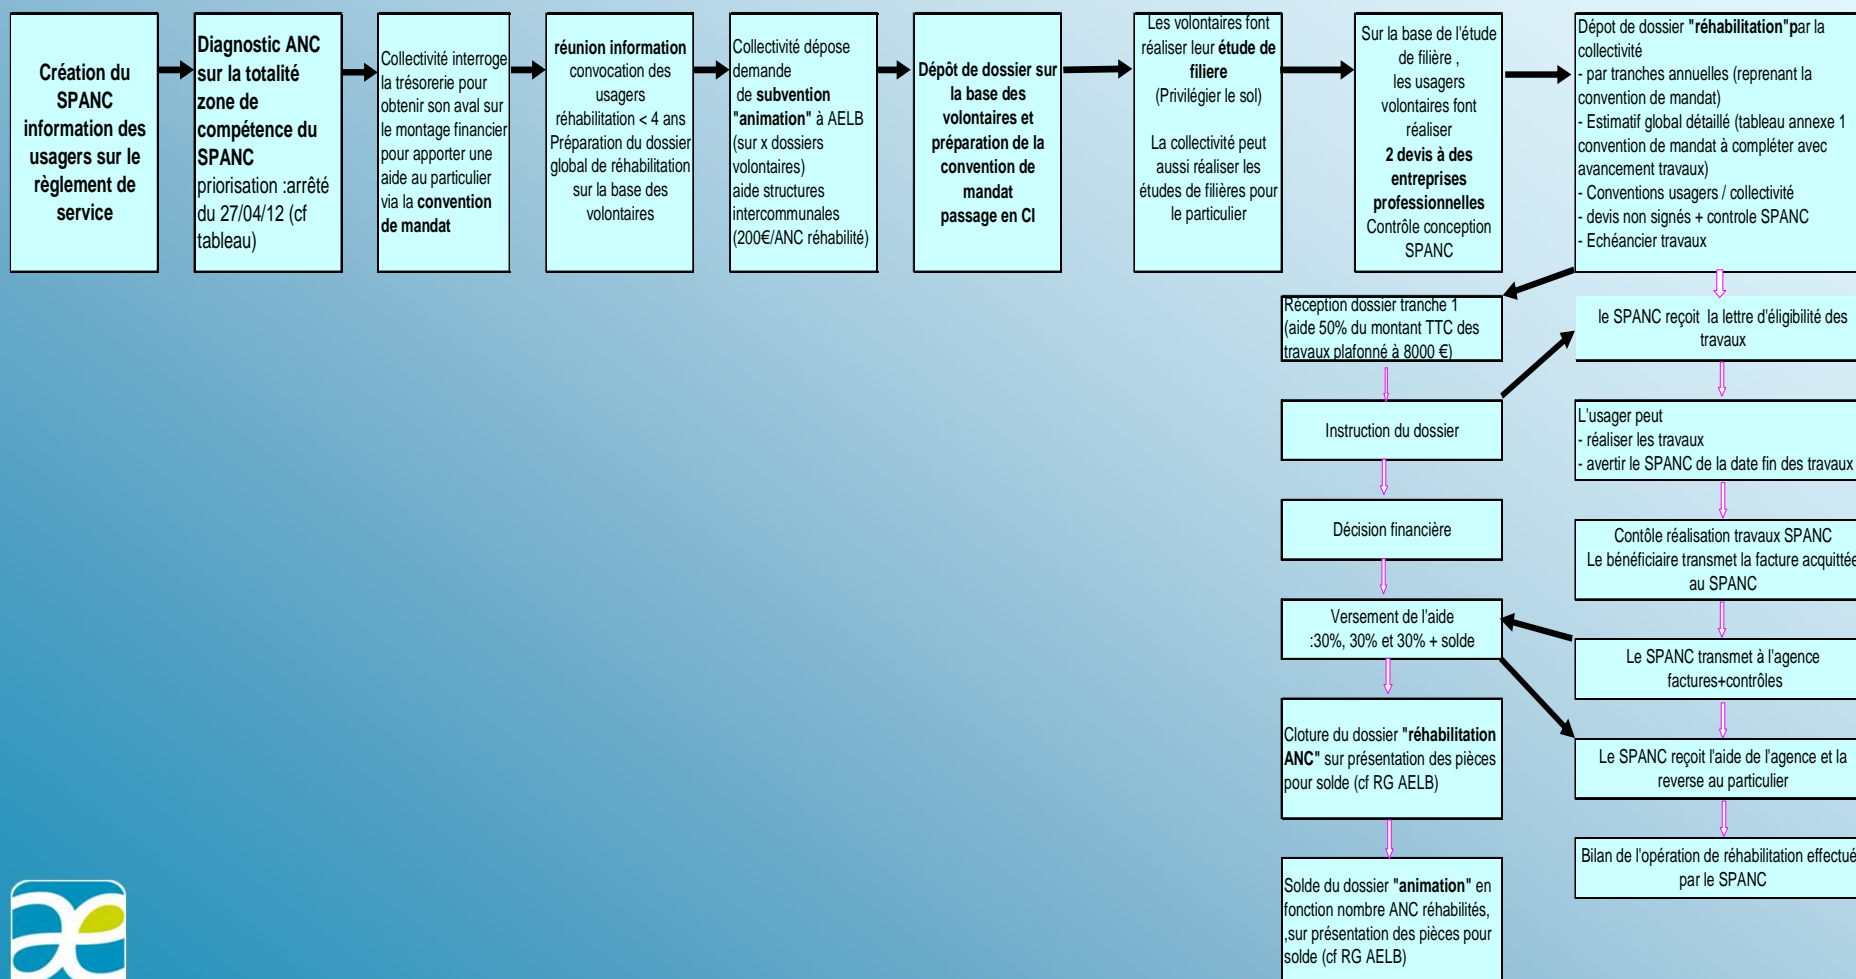 Création du
SPANC
information des
usagers sur le
règlement de
service
Diagnostic ANC
sur la totalité
zone de
compétence du
SPANC
priorisation :arrêté
du 27/04/12 (cf
tableau)
Collectivité interroge
la trésorerie pour
obtenir son aval sur
le montage financier
pour apporter une
aide au particulier
via la convention
de mandat
réunion information
convocation des
usagers
réhabilitation < 4 ans
Préparation du dossier
global de réhabilitation
sur la base des
volontaires
Collectivité dépose
demande
de subvention
"animation" à AELB
(sur x dossiers
volontaires)
aide structures
intercommunales
(200€/ANC réhabilité)
Dépôt de dossier sur
la base des
volontaires et
préparation de la
convention de
mandat
passage en CI
Les volontaires font
réaliser leur étude de
filiere
(Privilégier le sol)
La collectivité peut
aussi réaliser les
études de filières pour
le particulier
Sur la base de l'étude
de filière ,
les usagers
volontaires font
réaliser
2 devis à des
entreprises
professionnelles
Contrôle conception
SPANC
Dépot de dossier "réhabilitation"par la
collectivité
- par tranches annuelles (reprenant la
convention de mandat)
- Estimatif global détaillé (tableau annexe 1
convention de mandat à compléter avec
avancement travaux)
- Conventions usagers / collectivité
- devis non signés + controle SPANC
- Echéancier travaux
Réception dossier tranche 1
(aide 50% du montant TTC des
travaux plafonné à 8000 €)
Instruction du dossier
Décision financière
Versement de l'aide
:30%, 30% et 30% + solde
Cloture du dossier "réhabilitation
ANC" sur présentation des pièces
pour solde (cf RG AELB)
Solde du dossier "animation" en
fonction nombre ANC réhabilités,
,sur présentation des pièces pour
solde (cf RG AELB)
le SPANC reçoit la lettre d'éligibilité des
travaux
L'usager peut
- réaliser les travaux
- avertir le SPANC de la date fin des travaux
Contôle réalisation travaux SPANC
Le bénéficiaire transmet la facture acquittée
au SPANC
Le SPANC transmet à l'agence
factures+contrôles
Le SPANC reçoit l'aide de l'agence et la
reverse au particulier
Bilan de l'opération de réhabilitation effectué
par le SPANC